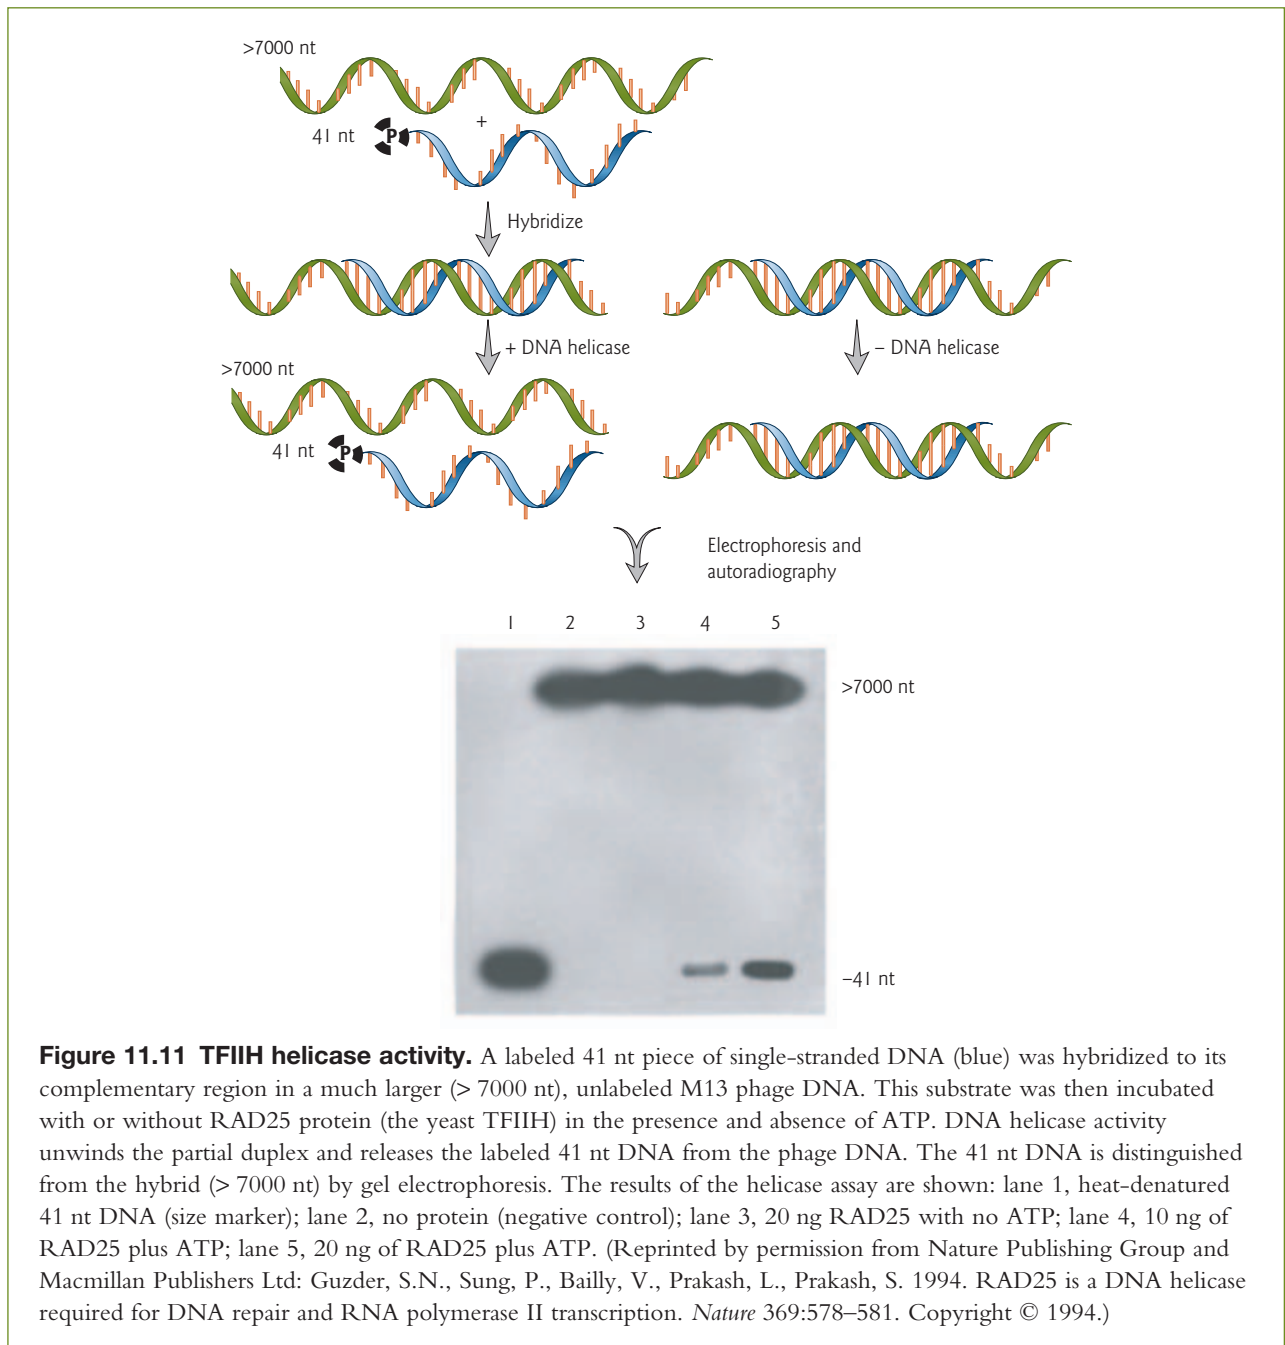 >7000 nt
41 nt
P
+
Hybridize
+ DNA helicase
– DNA helicase
>7000 nt
41 nt
P
Electrophoresis and
autoradiography
1 2 3 4 5
>7000 nt
–41 nt
Figure 11.11 TFIIH helicase activity. A labeled 41 nt piece of single-stranded DNA (blue) was hybridized to its
complementary region in a much larger (> 7000 nt), unlabeled M13 phage DNA. This substrate was then incubated
with or without RAD25 protein (the yeast TFIIH) in the presence and absence of ATP. DNA helicase activity
unwinds the partial duplex and releases the labeled 41 nt DNA from the phage DNA. The 41 nt DNA is distinguished
from the hybrid (> 7000 nt) by gel electrophoresis. The results of the helicase assay are shown: lane 1, heat-denatured
41 nt DNA (size marker); lane 2, no protein (negative control); lane 3, 20 ng RAD25 with no ATP; lane 4, 10 ng of
RAD25 plus ATP; lane 5, 20 ng of RAD25 plus ATP. (Reprinted by permission from Nature Publishing Group and
Macmillan Publishers Ltd: Guzder, S.N., Sung, P., Bailly, V., Prakash, L., Prakash, S. 1994. RAD25 is a DNA helicase
required for DNA repair and RNA polymerase II transcription. Nature 369:578–581. Copyright © 1994.)